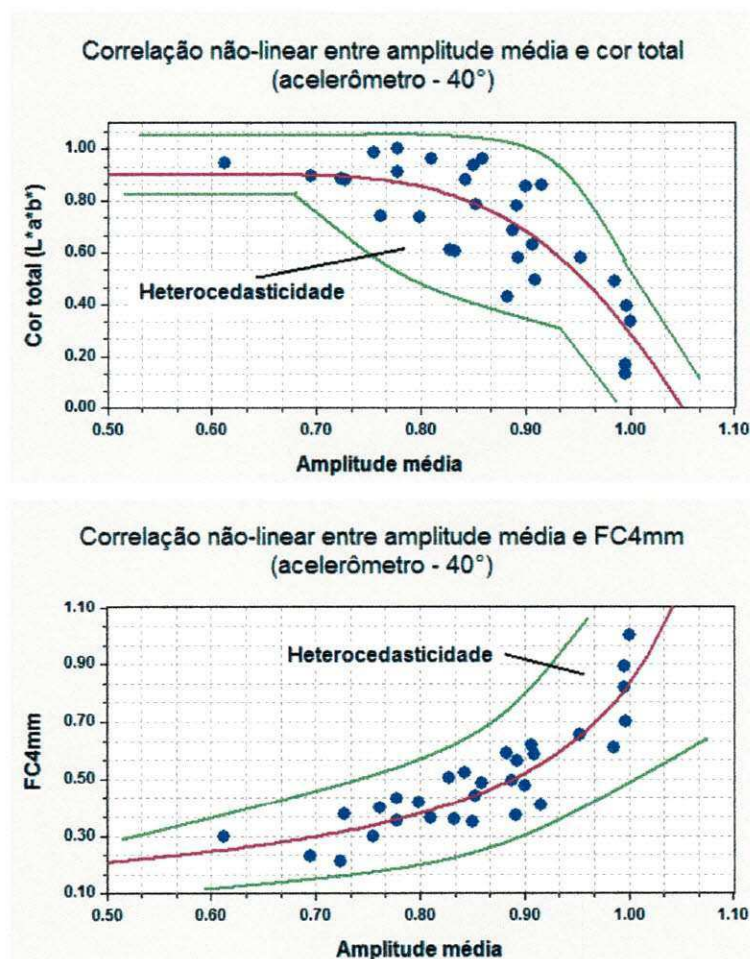 Correlação não-linear entre amplitude média e cor total
(acelerômetro - 40°)
Cor total (L*a*b*)
1.00
0.80
0.60
0.40
0.20
0.00
Heterocedasticidade
0.50 0.60 0.70 0.80 0.90 1.00 1.10
Amplitude média
Correlação não-linear entre amplitude média e FC4mm
(acelerômetro - 40°)
FC4mm
1.10
0.90
0.70
0.50
0.30
0.10
Heterocedasticidade
0.50 0.60 0.70 0.80 0.90 1.00 1.10
Amplitude média